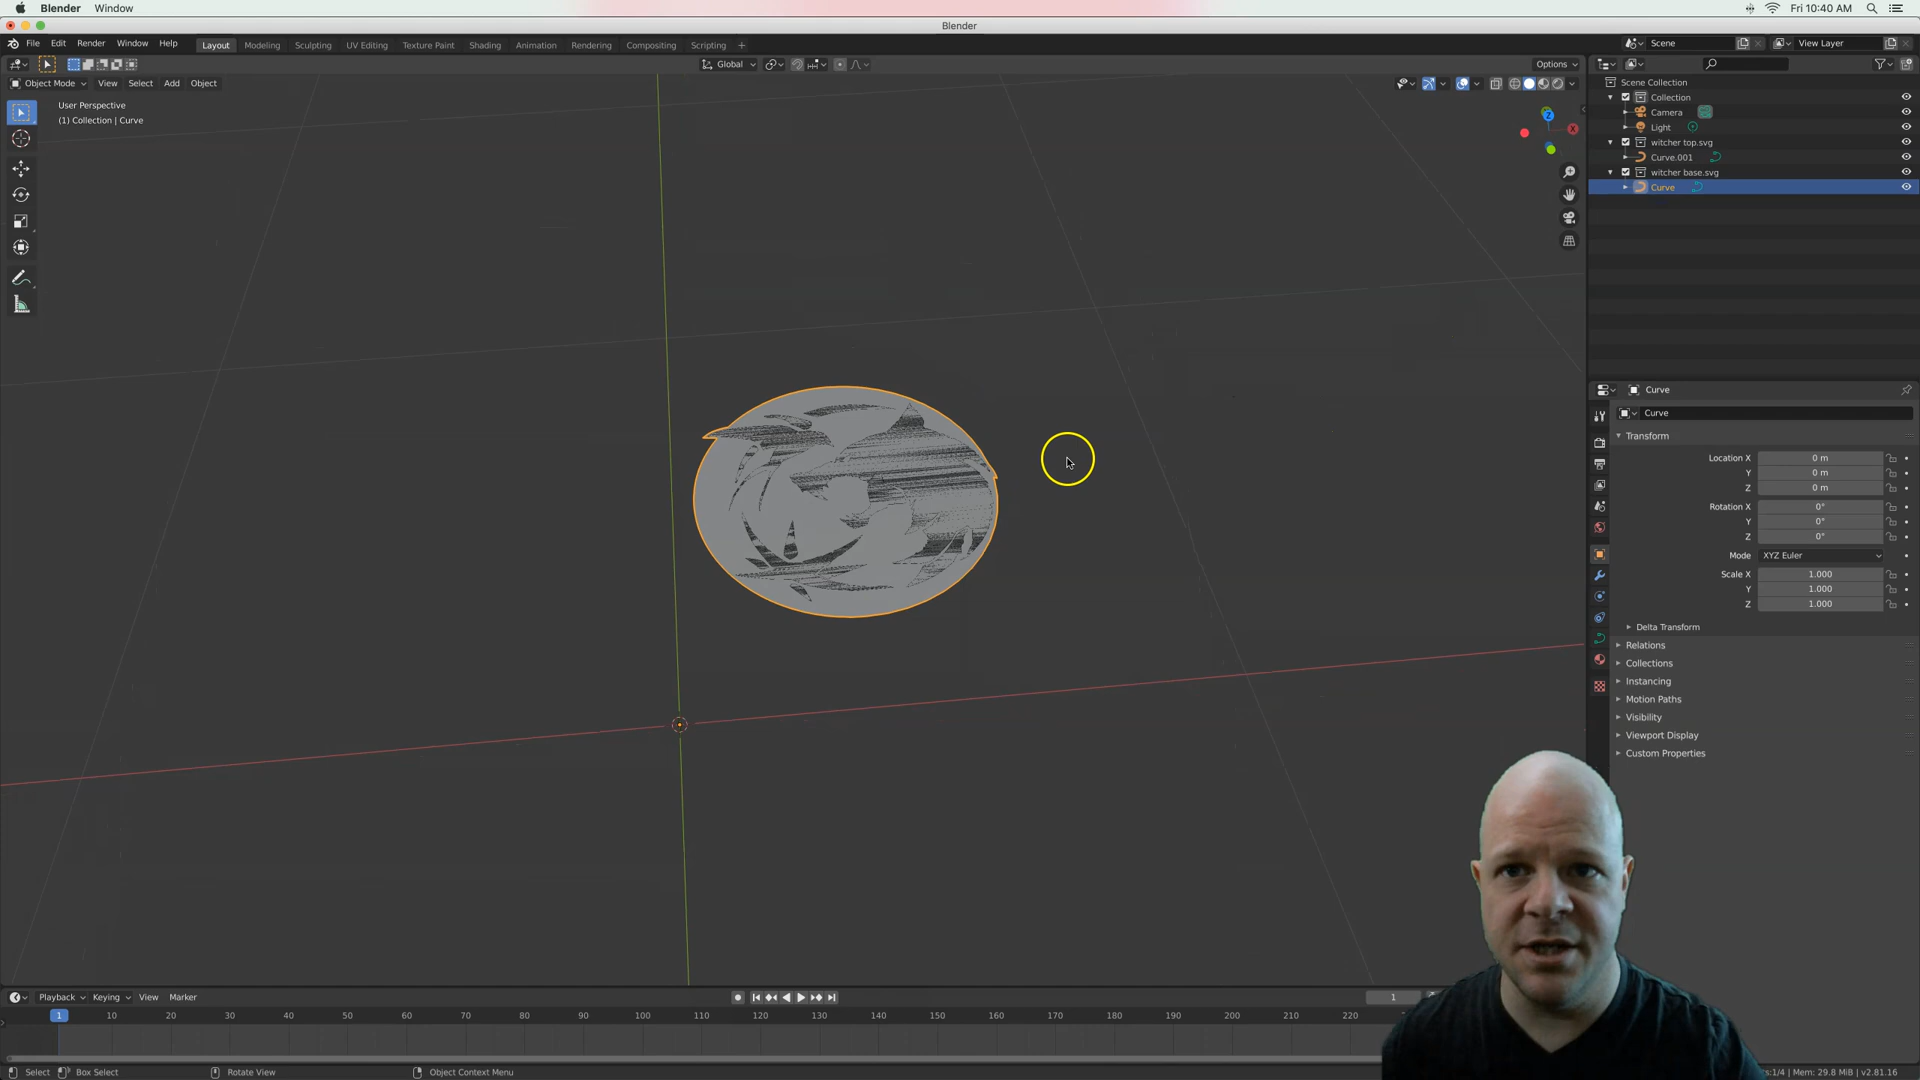 Blender Window Fri 10:40 AM
Blender
File Edit Render Window Help Layout Modeling Sculpting UV Editing Texture Paint Shading Animation Rendering Compositing Scripting + Scene View Layer
Global Options
Object Mode View Select Add Object
User Perspective
(1) Collection | Curve
Z
X
Scene Collection
Collection
Camera
Light
witcher top.svg
Curve.001
witcher base.svg
Curve
Curve
Curve
Transform
Location X 0 m
Y 0 m
Z 0 m
Rotation X 0°
Y 0°
Z 0°
Mode XYZ Euler
Scale X 1.000
Y 1.000
Z 1.000
Delta Transform
Relations
Collections
Instancing
Motion Paths
Visibility
Viewport Display
Custom Properties
Playback Keying View Marker 1
1 10 20 30 40 50 60 70 80 90 100 110 120 130 140 150 160 170 180 190 200 210 220
Select Box Select Rotate View Object Context Menu :1/4 | Mem: 29.8 MiB | v2.81.16